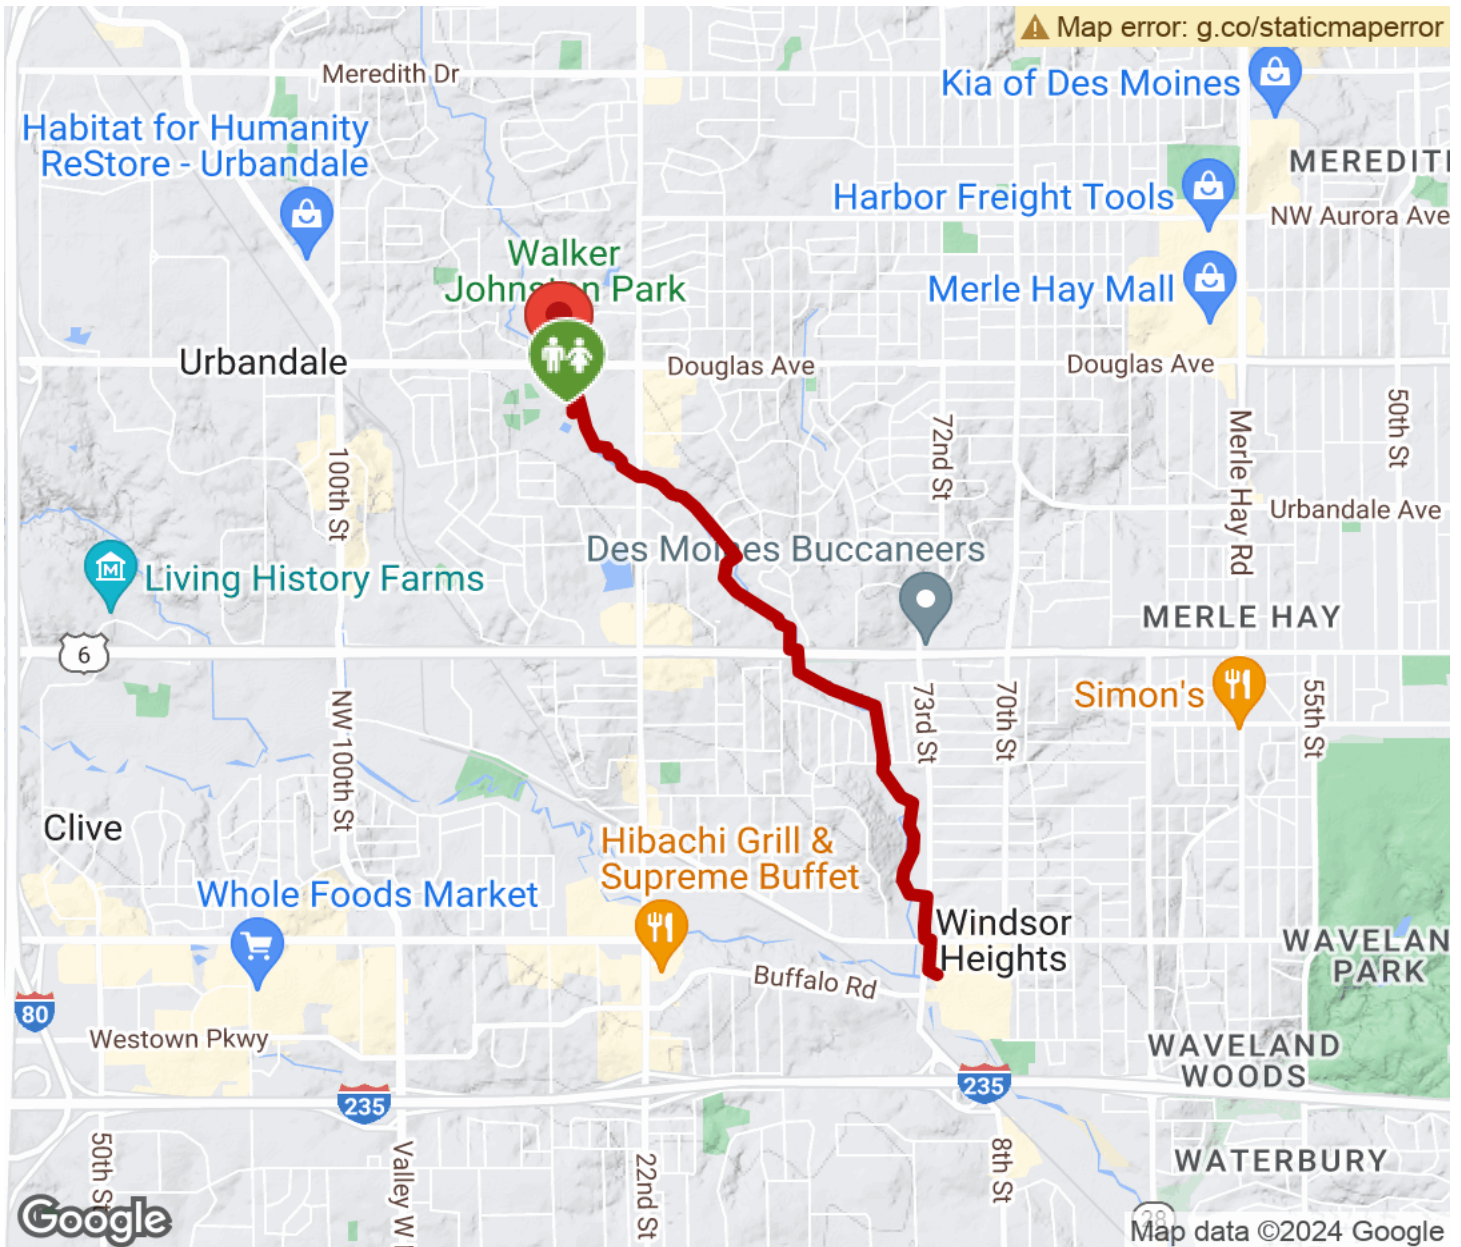 Map error: g.co/staticmaperror
Meredith Dr
Kia of Des Moines
Habitat for Humanity
ReStore - Urbandale
MEREDITH
Harbor Freight Tools
NW Aurora Ave
Walker
Johnston Park
Merle Hay Mall
Urbandale
Douglas Ave
Douglas Ave
50th St
72nd St
Merle Hay Rd
100th St
Urbandale Ave
Des Moines Buccaneers
Living History Farms
MERLE HAY
6
Simon's
73rd St
70th St
55th St
NW 100th St
Clive
Hibachi Grill &
Supreme Buffet
Whole Foods Market
Windsor
Heights
WAVELAN
PARK
Buffalo Rd
80
Westown Pkwy
WAVELAND
WOODS
235
235
50th St
Valley W
22nd St
8th St
WATERBURY
28
Google
Map data ©2024 Google